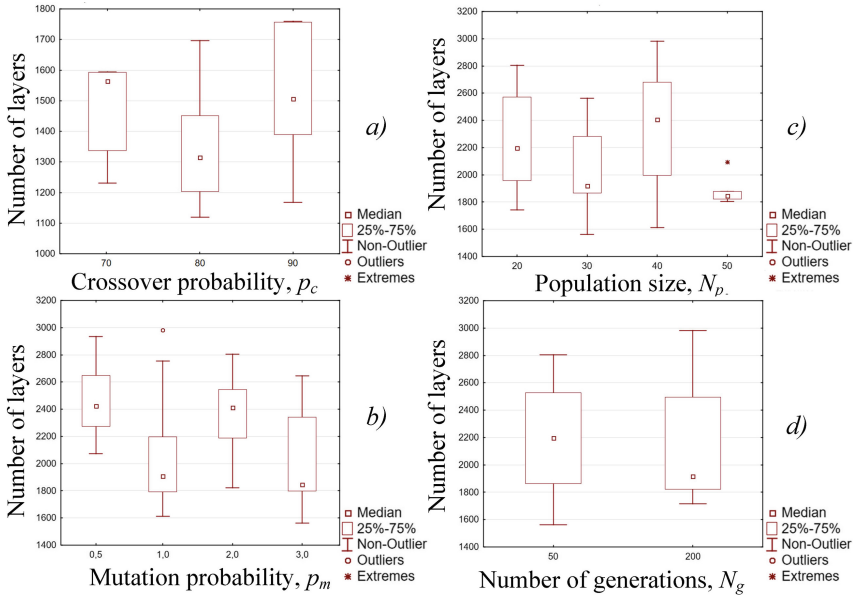 1800
1700
1600
1500
1400
1300
1200
1100
1000
Number of layers
70
80
90
Crossover probability, p_c
a)
Median
25%-75%
Non-Outlier
Outliers
Extremes
3200
3000
2800
2600
2400
2200
2000
1800
1600
1400
Number of layers
20
30
40
50
Population size, N_p.
c)
Median
25%-75%
Non-Outlier
Outliers
Extremes
3200
3000
2800
2600
2400
2200
2000
1800
1600
1400
Number of layers
0,5
1,0
2,0
3,0
Mutation probability, p_m
b)
Median
25%-75%
Non-Outlier
Outliers
Extremes
3200
3000
2800
2600
2400
2200
2000
1800
1600
1400
Number of layers
50
200
Number of generations, N_g
d)
Median
25%-75%
Non-Outlier
Outliers
Extremes